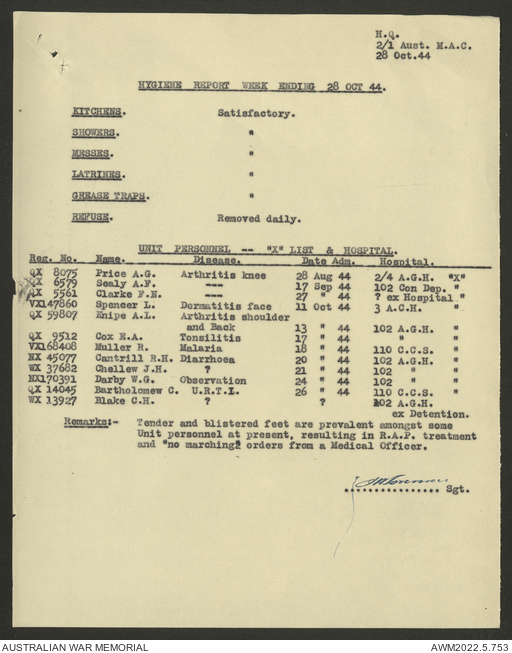 H.Q.
2/1 Aust. M.A.C.
28 Oct.44
HYGIENE REPORT WEEK ENDING 28 OCT 44.
KITCHENS. Satisfactory.
SHOWERS. "
MESSES. "
LATRINES. "
GREASE TRAPS. "
REFUSE. Removed daily.
UNIT PERSONNEL -- "X" LIST & HOSPITAL.
Reg. No. Name. Disease. Date Adm. Hospital.
QX 8075 Price A.G. Arthritis knee 28 Aug 44 2/4 A.G.H. "X"
QX 6579 Sealy A.F. ---- 17 Sep 44 102 Con Dep. "
QX 5561 Clarke F.N. ---- 27 " 44 ? ex Hospital "
VX147860 Spencer L. Dermatitis face 11 Oct 44 3 A.C.H. "
QX 59807 Knipe A.L. Arthritis shoulder
and Back 13 " 44 102 A.G.H. "
QX 9512 Cox E.A. Tonsilitis 17 " 44 " "
VX168408 Muller R. Malaria 18 " 44 110 C.C.S. "
NX 45077 Cantrill R.H. Diarrhoea 20 " 44 102 A.G.H. "
WX 37682 Chellew J.H. ? 21 " 44 102 " "
NX170391 Darby W.G. Observation 24 " 44 102 " "
QX 14045 Bartholomew C. U.R.T.I. 26 " 44 110 C.C.S. "
WX 13927 Blake C.H. ? ? 102 A.G.H.
ex Detention.
Remarks:- Tender and blistered feet are prevalent amongst some
Unit personnel at present, resulting in R.A.P. treatment
and "no marching" orders from a Medical Officer.
................ Sgt.
AUSTRALIAN WAR MEMORIAL
AWM2022.5.753